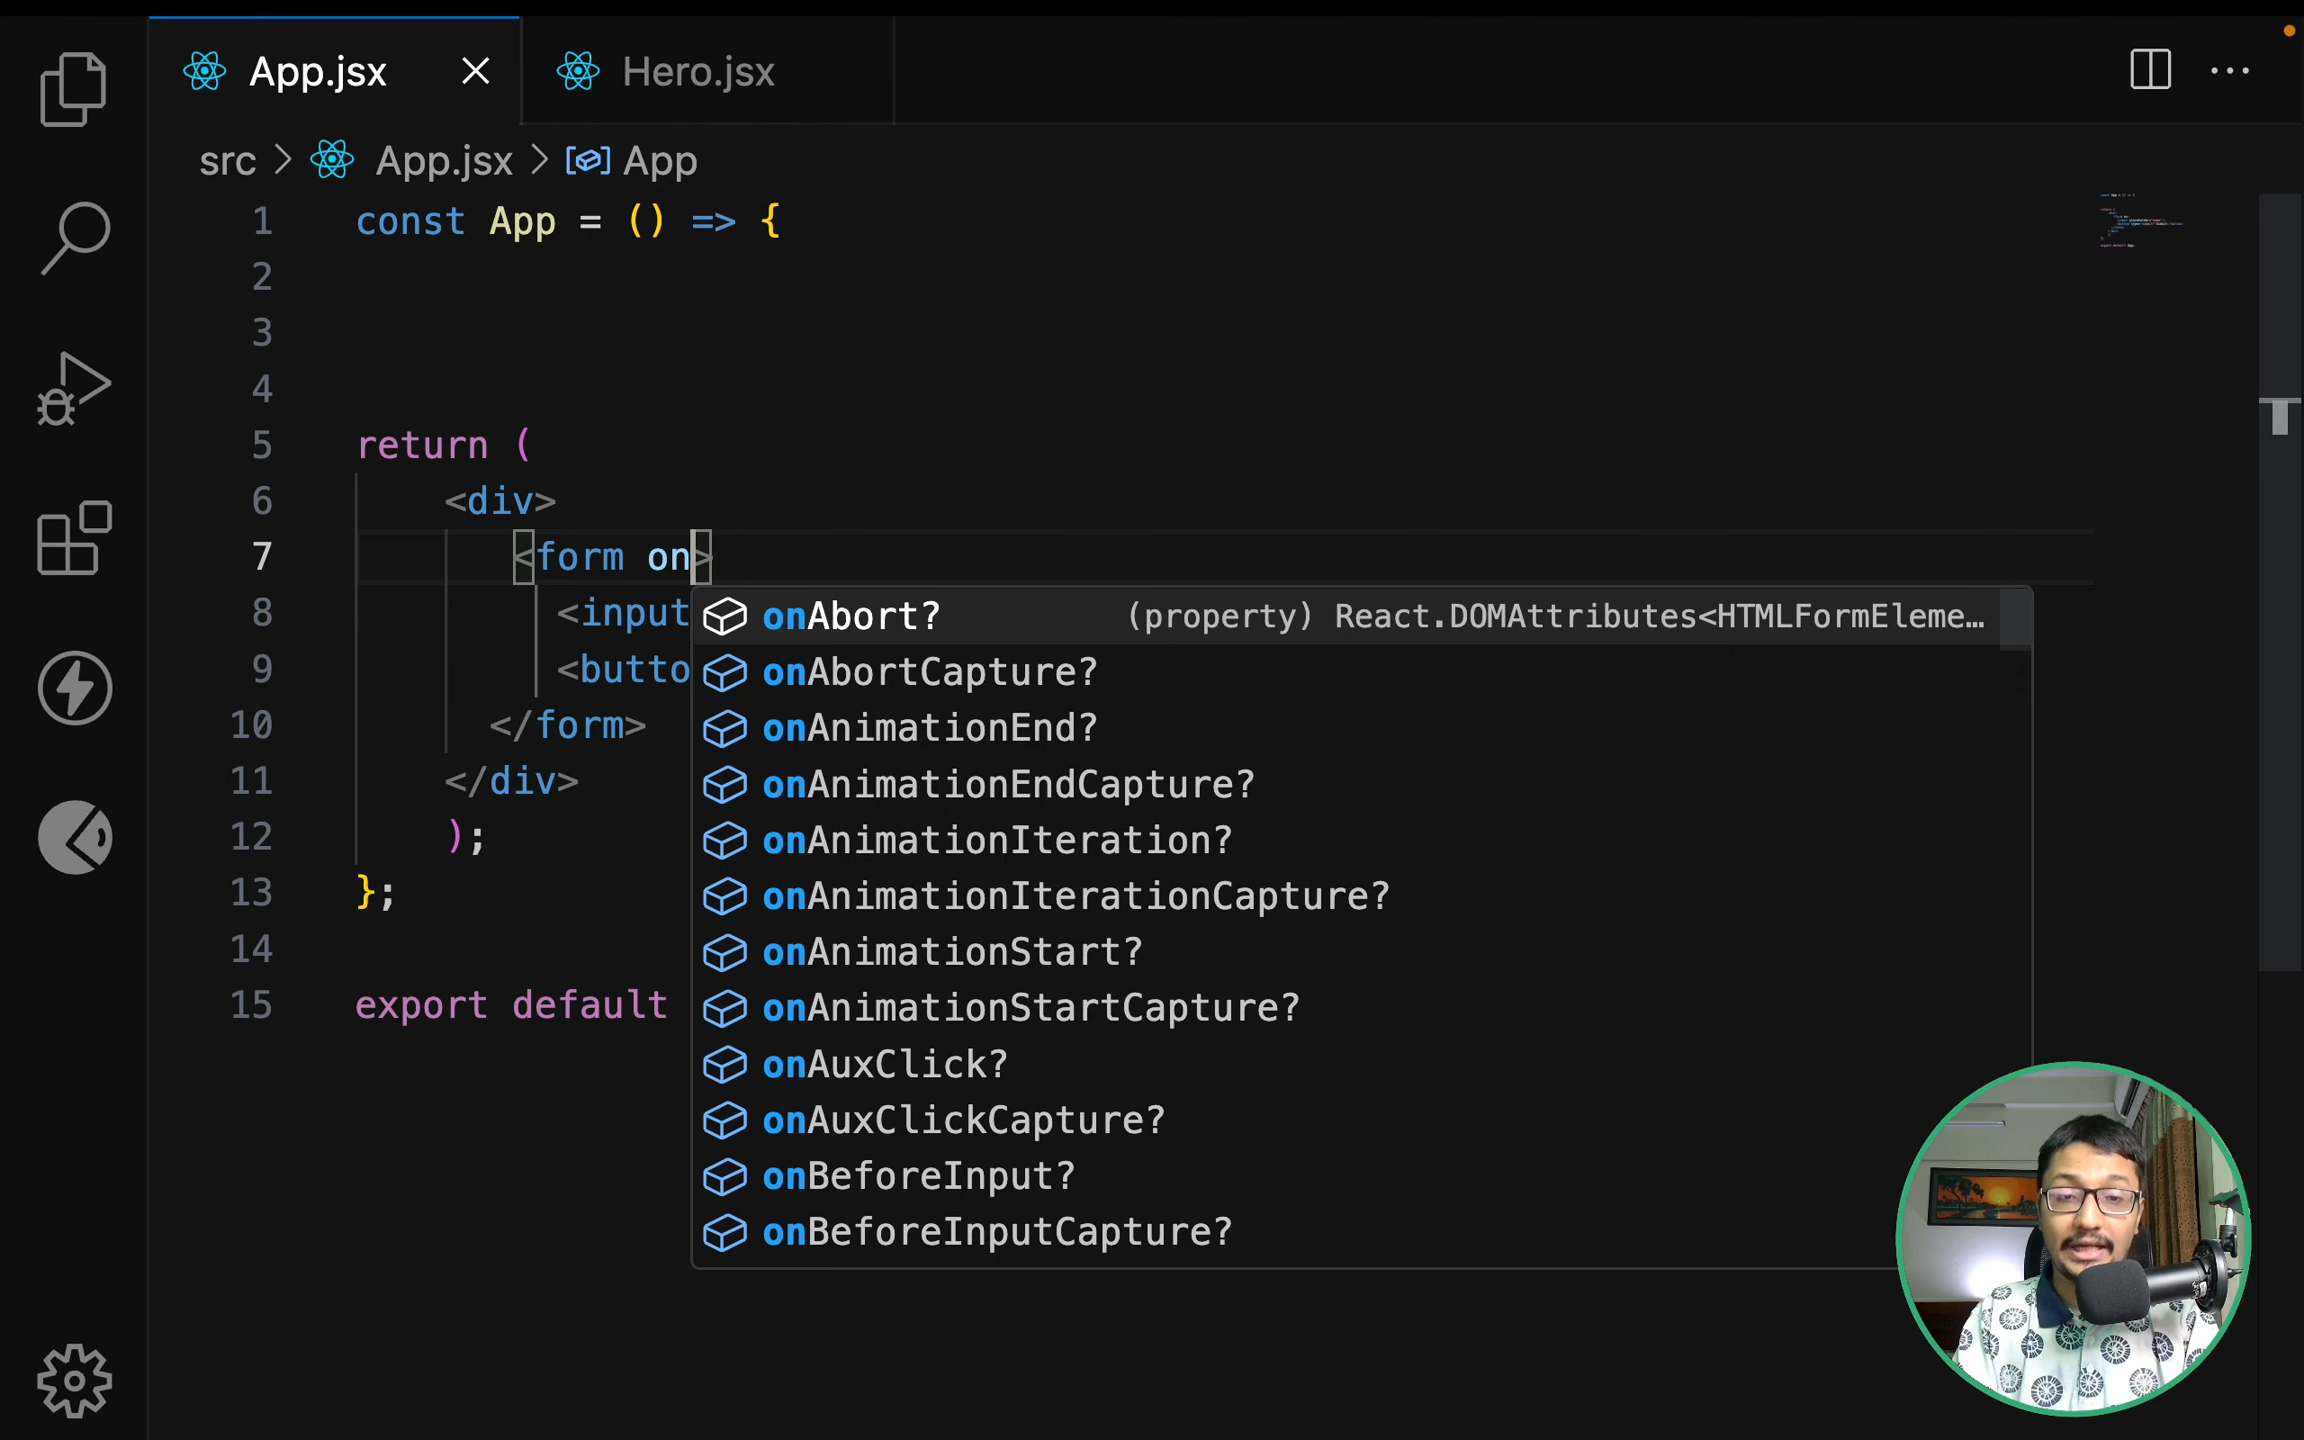 App.jsx
Hero.jsx
src > App.jsx > App
1 const App = () => {
2
3
4
5 return (
6 <div>
7 <form on>
8 <input
9 <butto
10 </form>
11 </div>
12 );
13 };
14
15 export default
onAbort? (property) React.DOMAttributes<HTMLFormEleme…
onAbortCapture?
onAnimationEnd?
onAnimationEndCapture?
onAnimationIteration?
onAnimationIterationCapture?
onAnimationStart?
onAnimationStartCapture?
onAuxClick?
onAuxClickCapture?
onBeforeInput?
onBeforeInputCapture?